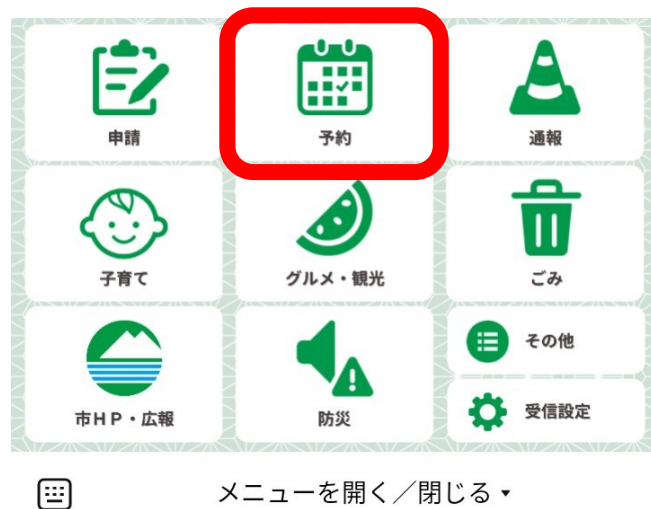 申請
予約
通報
子育て
グルメ・観光
ごみ
市ＨＰ・広報
防災
その他
受信設定
メニューを開く／閉じる▾